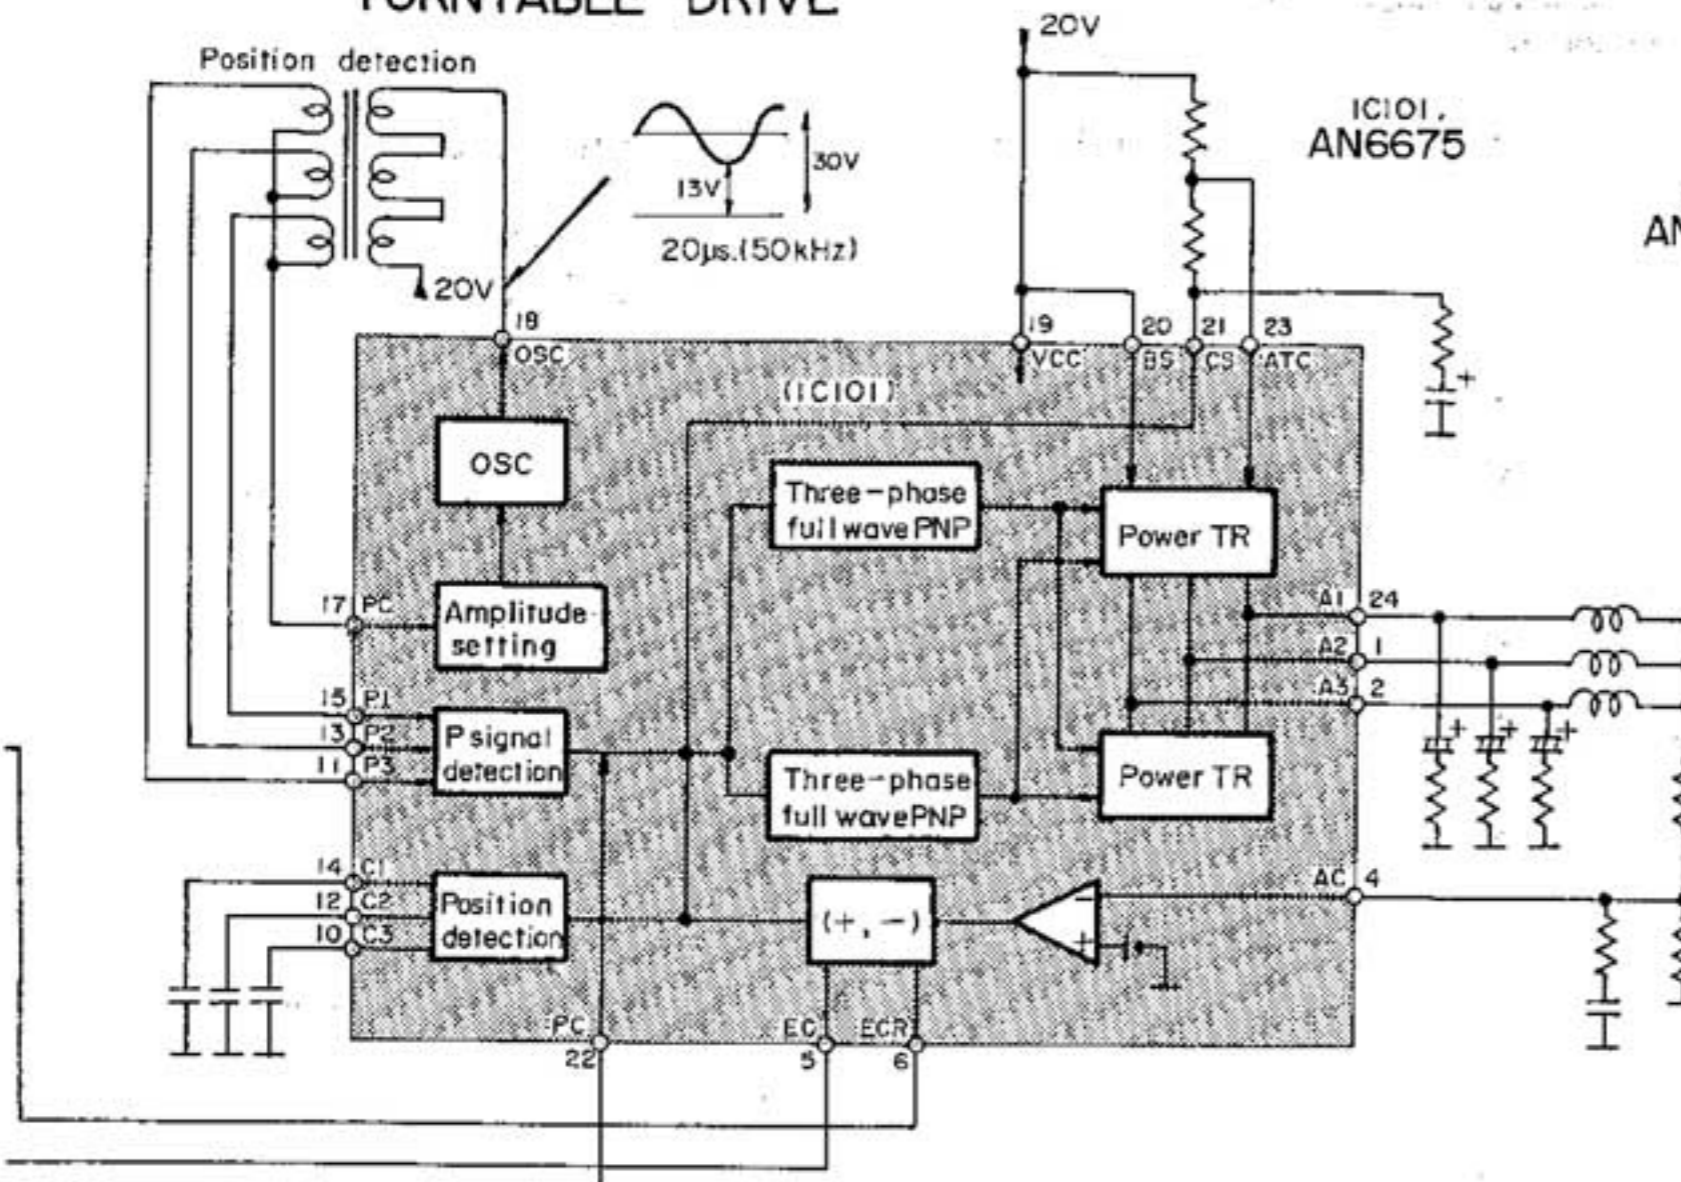 TURNTABLE DRIVE
Position detection
20V
30V
13V
20µs.(50kHz)
20V
IC101,
AN6675
AN
18
OSC
19
VCC
20
BS
21
CS
23
ATC
(IC101)
OSC
Three-phase
full wave PNP
Power TR
17
PC
Amplitude
setting
A1
24
A2
1
A3
2
15
P1
13
P2
11
P3
P signal
detection
Three-phase
full wave PNP
Power TR
14
C1
12
C2
10
C3
Position
detection
(+,-)
-
+
AC
4
PC
22
EC
5
ECR
6
+
+
+
+